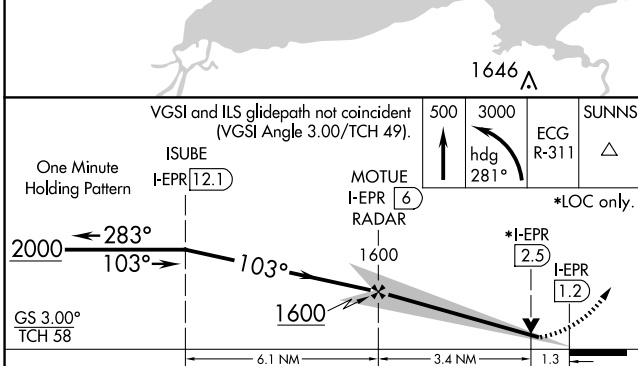 1646
VGSI and ILS glidepath not coincident
(VGSI Angle 3.00/TCH 49).
500
3000
hdg
281°
ECG
R-311
SUNNS
One Minute
Holding Pattern
ISUBE
I-EPR 12.1
MOTUE
I-EPR 6
RADAR
*LOC only.
2000
283°
103°
103°
1600
1600
*I-EPR
2.5
I-EPR
1.2
GS 3.00°
TCH 58
6.1 NM
3.4 NM
1.3